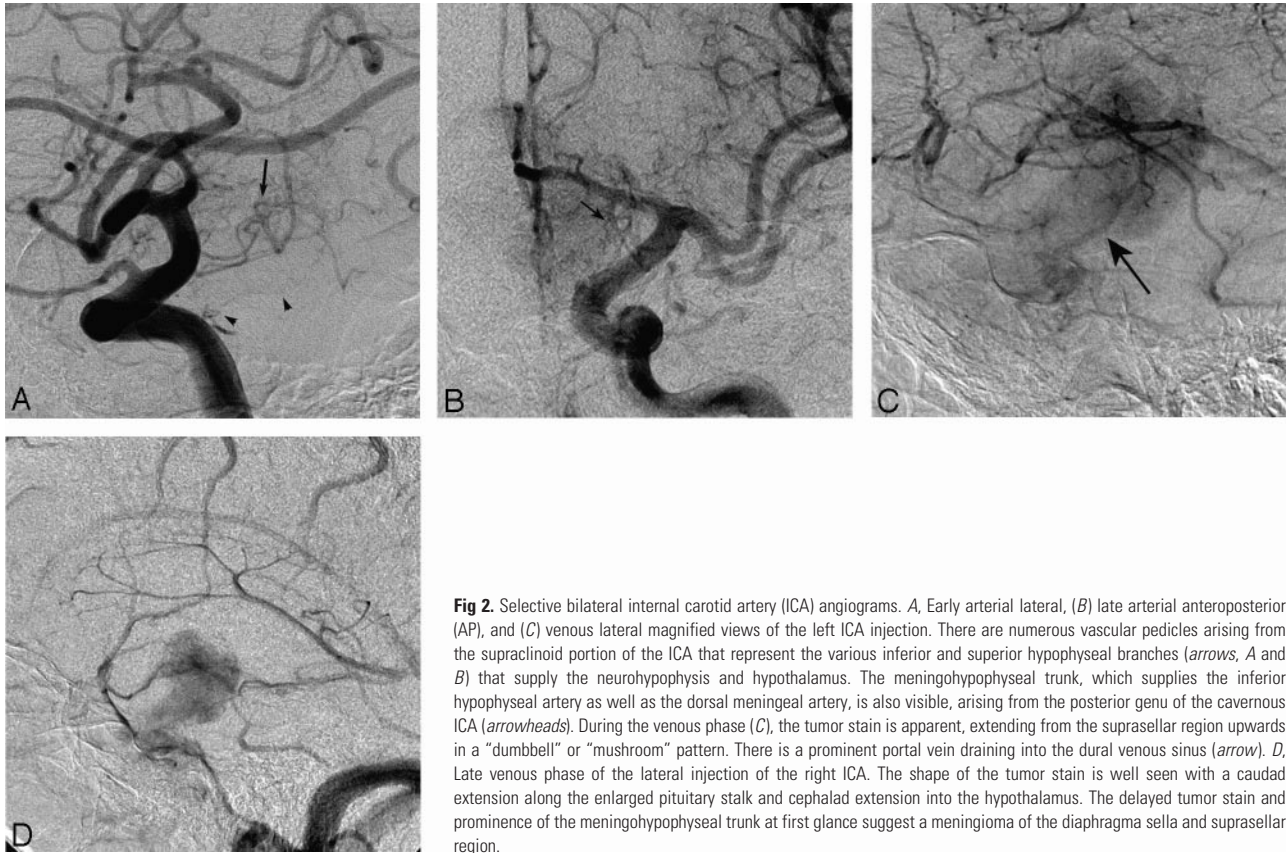 A
B
C
D
Fig 2. Selective bilateral internal carotid artery (ICA) angiograms. A, Early arterial lateral, (B) late arterial anteroposterior
(AP), and (C) venous lateral magnified views of the left ICA injection. There are numerous vascular pedicles arising from
the supraclinoid portion of the ICA that represent the various inferior and superior hypophyseal branches (arrows, A and
B) that supply the neurohypophysis and hypothalamus. The meningohypophyseal trunk, which supplies the inferior
hypophyseal artery as well as the dorsal meningeal artery, is also visible, arising from the posterior genu of the cavernous
ICA (arrowheads). During the venous phase (C), the tumor stain is apparent, extending from the suprasellar region upwards
in a “dumbbell” or “mushroom” pattern. There is a prominent portal vein draining into the dural venous sinus (arrow). D,
Late venous phase of the lateral injection of the right ICA. The shape of the tumor stain is well seen with a caudad
extension along the enlarged pituitary stalk and cephalad extension into the hypothalamus. The delayed tumor stain and
prominence of the meningohypophyseal trunk at first glance suggest a meningioma of the diaphragma sella and suprasellar
region.